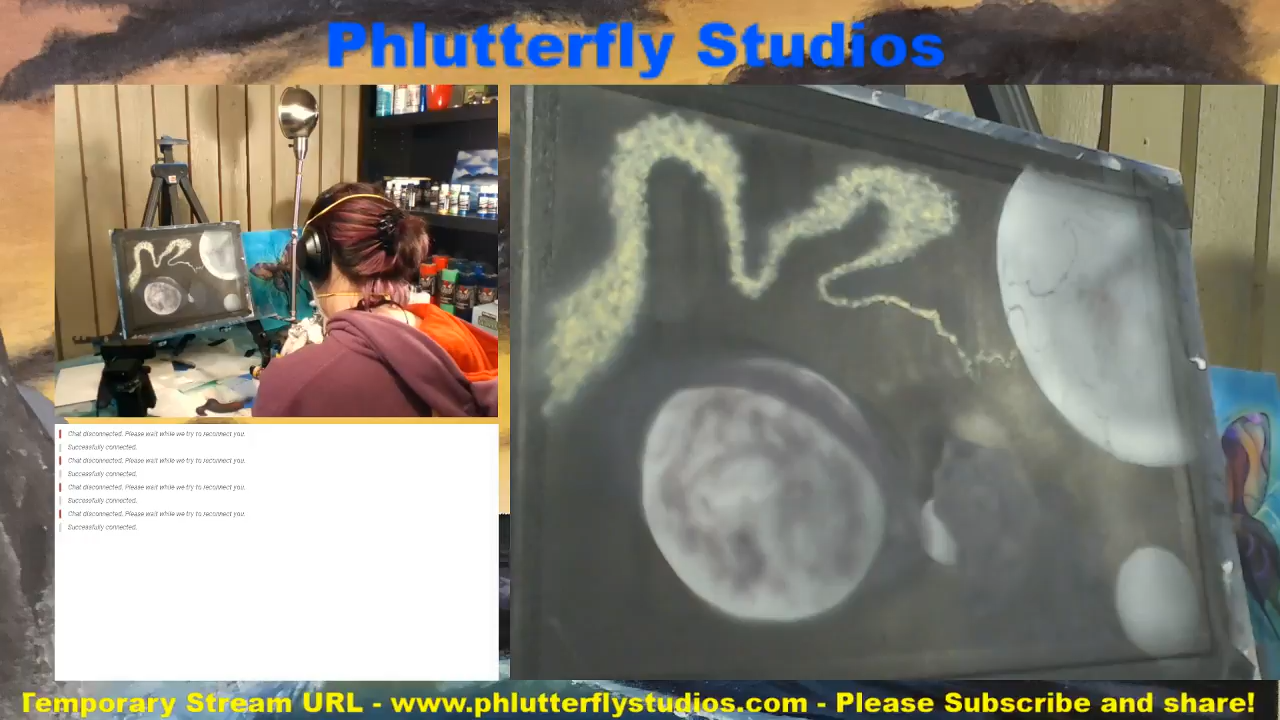 Phlutterfly Studios
Chat disconnected. Please wait while we try to reconnect you.
Successfully connected.
Chat disconnected. Please wait while we try to reconnect you.
Successfully connected.
Chat disconnected. Please wait while we try to reconnect you.
Successfully connected.
Chat disconnected. Please wait while we try to reconnect you.
Successfully connected.
Temporary Stream URL - www.phlutterflystudios.com - Please Subscribe and share!